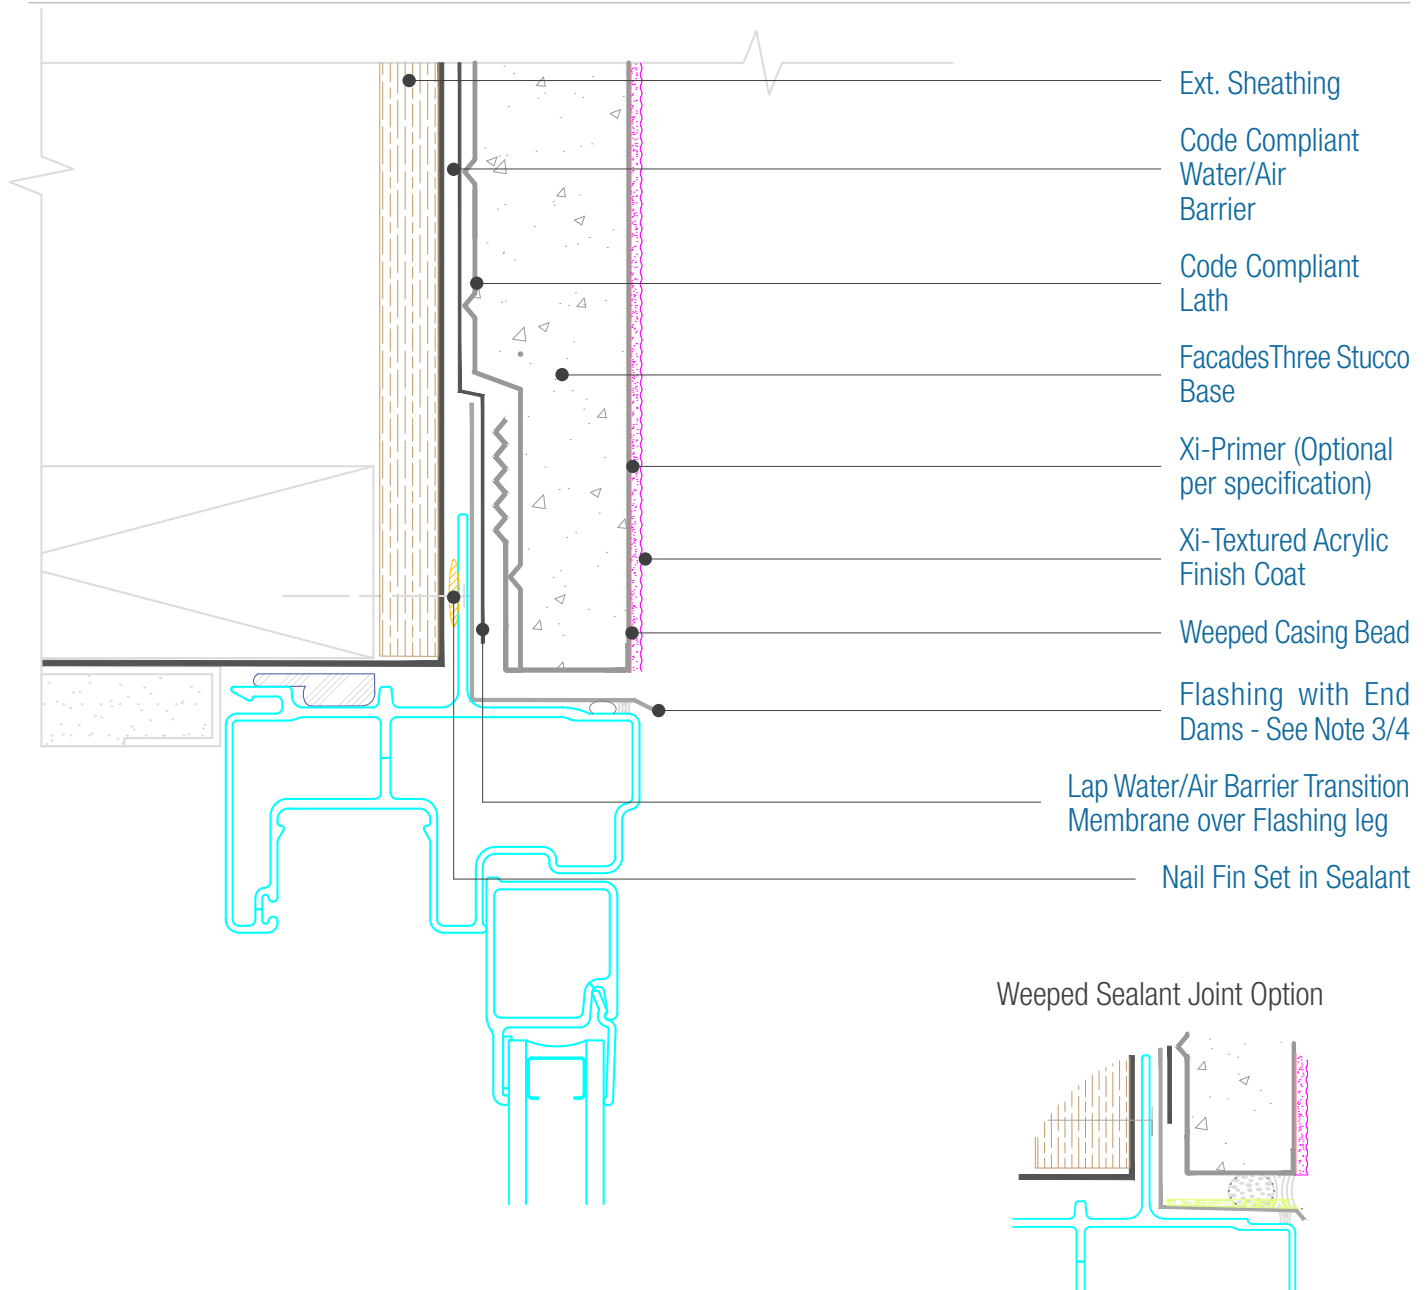 Ext. Sheathing
Code Compliant
Water/Air
Barrier
Code Compliant
Lath
FacadesThree Stucco
Base
Xi-Primer (Optional
per specification)
Xi-Textured Acrylic
Finish Coat
Weeped Casing Bead
Flashing with End
Dams - See Note 3/4
Lap Water/Air Barrier Transition
Membrane over Flashing leg
Nail Fin Set in Sealant
Weeped Sealant Joint Option